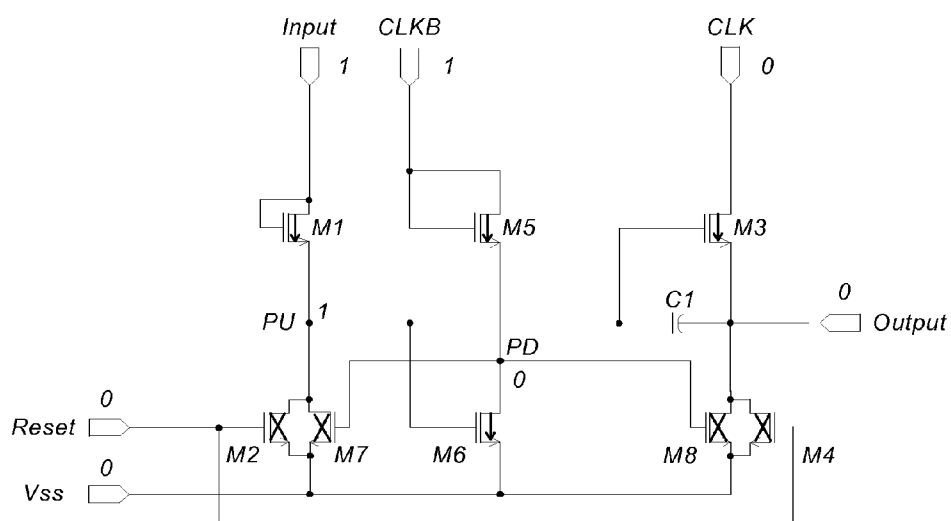 Input CLKB CLK
1 1 0
M1 M5 M3
C1 0
PU 1 Output
PD
0
0
Reset
M2 M7 M6 M8 M4
0
Vss